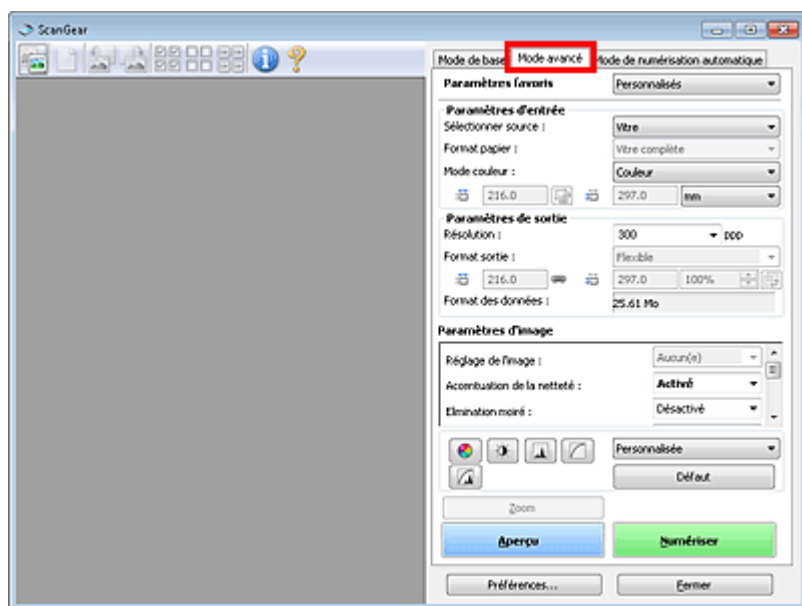 ScanGear
Mode de base Mode avancé Mode de numérisation automatique
Paramètres favoris Personnalisés
Paramètres d'entrée
Sélectionner source : Vitre
Format papier : Vitre complète
Mode couleur : Couleur
216.0 297.0 mm
Paramètres de sortie
Résolution : 300 ppp
Format sortie : Flexible
216.0 297.0 100%
Format des données : 25.61 Mo
Paramètres d'image
Réglage de l'image : Aucun(e)
Accentuation de la netteté : Activé
Elimination moiré : Désactivé
Personnalisée
Défaut
Zoom
Aperçu Numériser
Préférences... Fermer